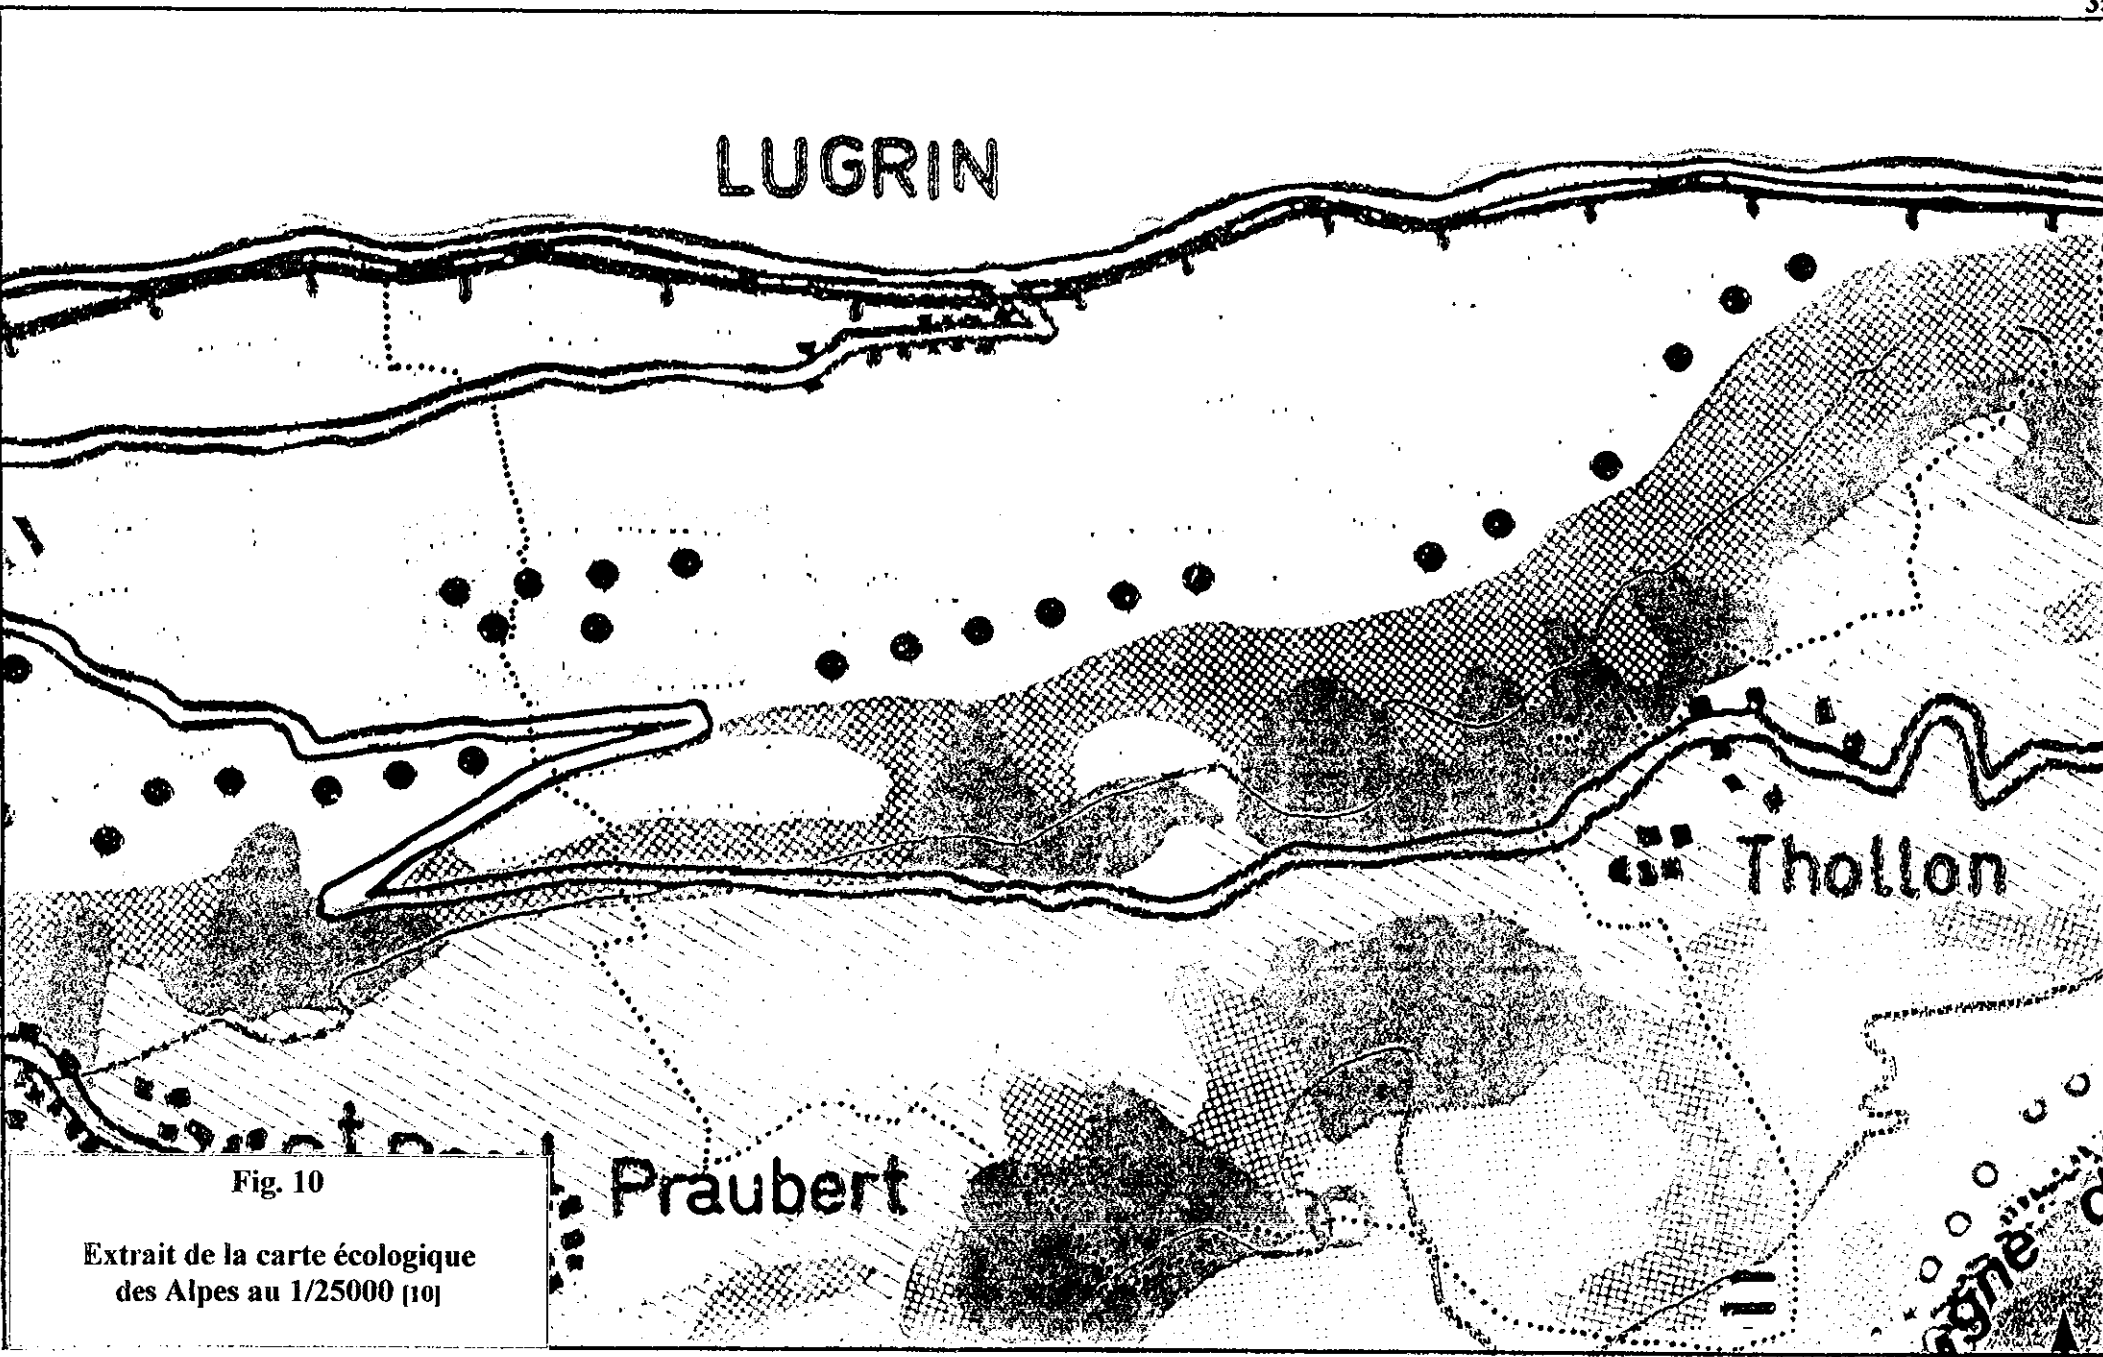 LUGRIN
Thollon
Praubert
Fig. 10
Extrait de la carte écologique
des Alpes au 1/25000 [10]